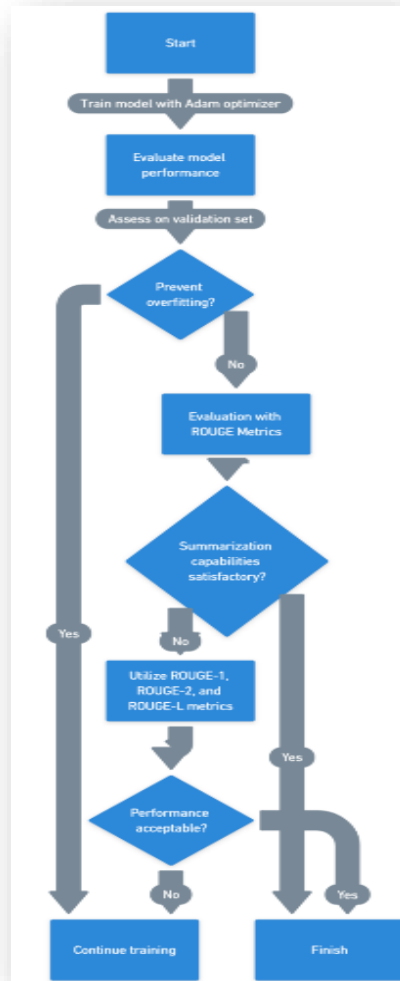 Start
Train model with Adam optimizer
Evaluate model
performance
Assess on validation set
Prevent
overfitting?
No
Evaluation with
ROUGE Metrics
Summarization
capabilities
satisfactory?
Yes
No
Utilize ROUGE-1,
ROUGE-2, and
ROUGE-L metrics
Yes
Performance
acceptable?
No
Yes
Continue training
Finish